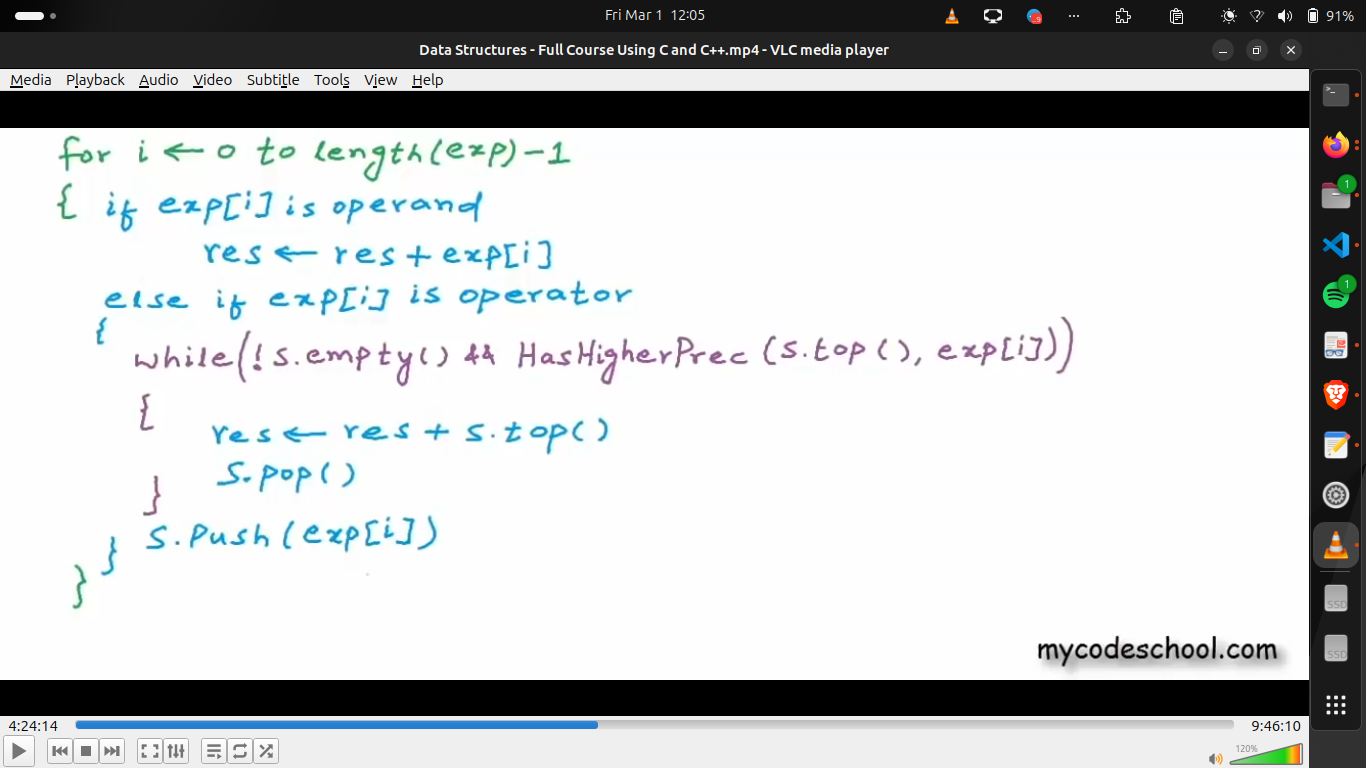 Fri Mar 1 12:05
91%
Data Structures - Full Course Using C and C++.mp4 - VLC media player
Media Playback Audio Video Subtitle Tools View Help
for i ← 0 to length(exp)-1
{ if exp[i] is operand
res ← res + exp[i]
else if exp[i] is operator
{
while(! s.empty() && HasHigherPrec (s.top(), exp[i]))
{
res ← res + s.top()
S.pop()
}
S.Push(exp[i])
}
}
mycodeschool.com
4:24:14
9:46:10
120%
1
1
SSD
SSD